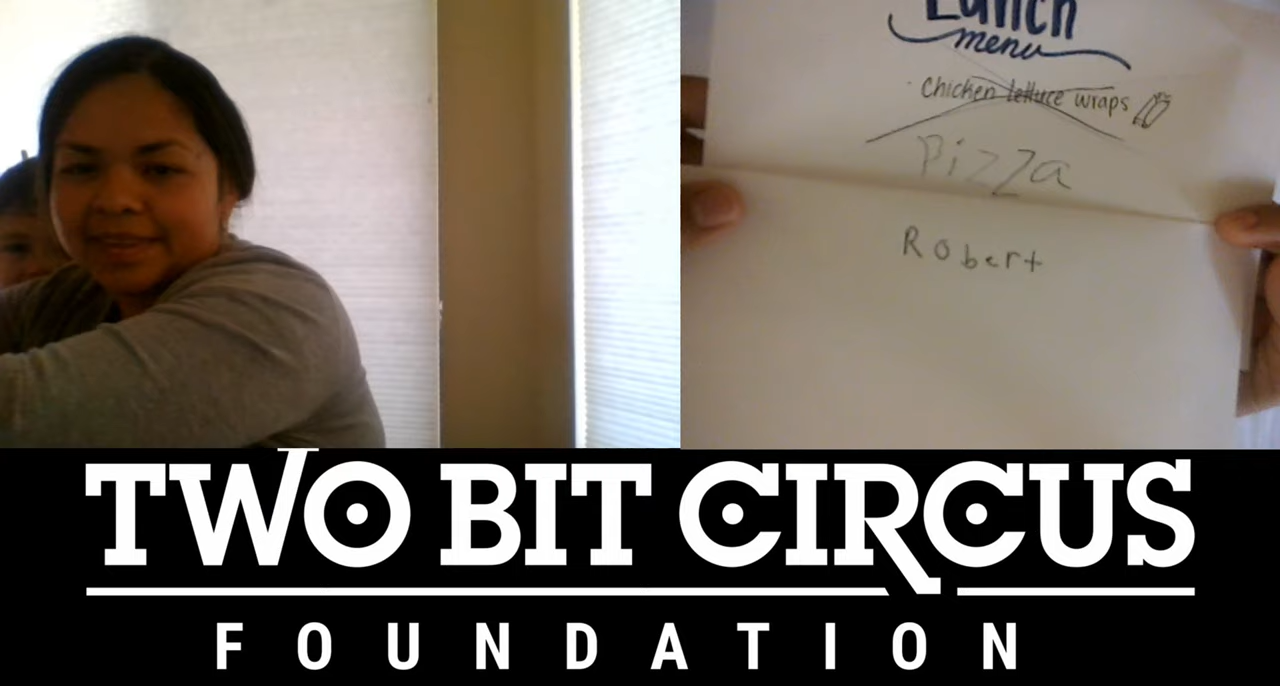 Lunch
menu
· Chicken lettuce wraps
Pizza
Robert
TWO BIT CIRCUS
FOUNDATION